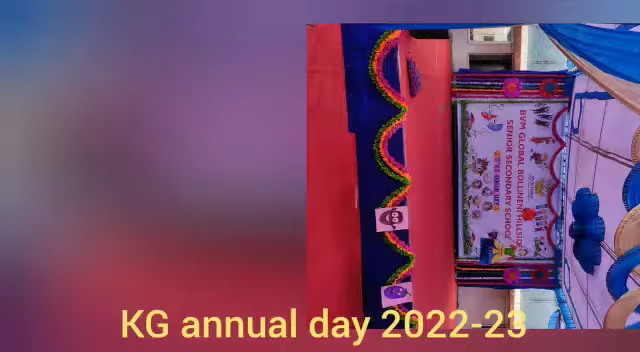 BVM GLOBAL BOLLINENI HILLSIDE
SENIOR SECONDARY SCHOOL
KG annual day 2022-23